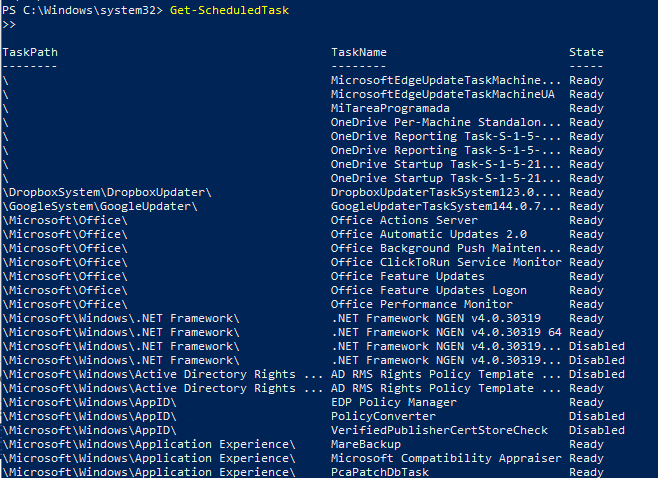 PS C:\Windows\system32> Get-ScheduledTask
>>
TaskPath TaskName State
-------- -------- -----
\ MicrosoftEdgeUpdateTaskMachine... Ready
\ MicrosoftEdgeUpdateTaskMachineUA Ready
\ MiTareaProgramada Ready
\ OneDrive Per-Machine Standalon... Ready
\ OneDrive Reporting Task-S-1-5-... Ready
\ OneDrive Reporting Task-S-1-5-... Ready
\ OneDrive Startup Task-S-1-5-21... Ready
\ OneDrive Startup Task-S-1-5-21... Ready
\DropboxSystem\DropboxUpdater\ DropboxUpdaterTaskSystem123.0.... Ready
\GoogleSystem\GoogleUpdater\ GoogleUpdaterTaskSystem144.0.7... Ready
\Microsoft\Office\ Office Actions Server Ready
\Microsoft\Office\ Office Automatic Updates 2.0 Ready
\Microsoft\Office\ Office Background Push Mainten... Ready
\Microsoft\Office\ Office ClickToRun Service Monitor Ready
\Microsoft\Office\ Office Feature Updates Ready
\Microsoft\Office\ Office Feature Updates Logon Ready
\Microsoft\Office\ Office Performance Monitor Ready
\Microsoft\Windows\.NET Framework\ .NET Framework NGEN v4.0.30319 Ready
\Microsoft\Windows\.NET Framework\ .NET Framework NGEN v4.0.30319 64 Ready
\Microsoft\Windows\.NET Framework\ .NET Framework NGEN v4.0.30319... Disabled
\Microsoft\Windows\.NET Framework\ .NET Framework NGEN v4.0.30319... Disabled
\Microsoft\Windows\Active Directory Rights ... AD RMS Rights Policy Template ... Disabled
\Microsoft\Windows\Active Directory Rights ... AD RMS Rights Policy Template ... Ready
\Microsoft\Windows\AppID\ EDP Policy Manager Ready
\Microsoft\Windows\AppID\ PolicyConverter Disabled
\Microsoft\Windows\AppID\ VerifiedPublisherCertStoreCheck Disabled
\Microsoft\Windows\Application Experience\ MareBackup Ready
\Microsoft\Windows\Application Experience\ Microsoft Compatibility Appraiser Ready
\Microsoft\Windows\Application Experience\ PcaPatchDbTask Ready